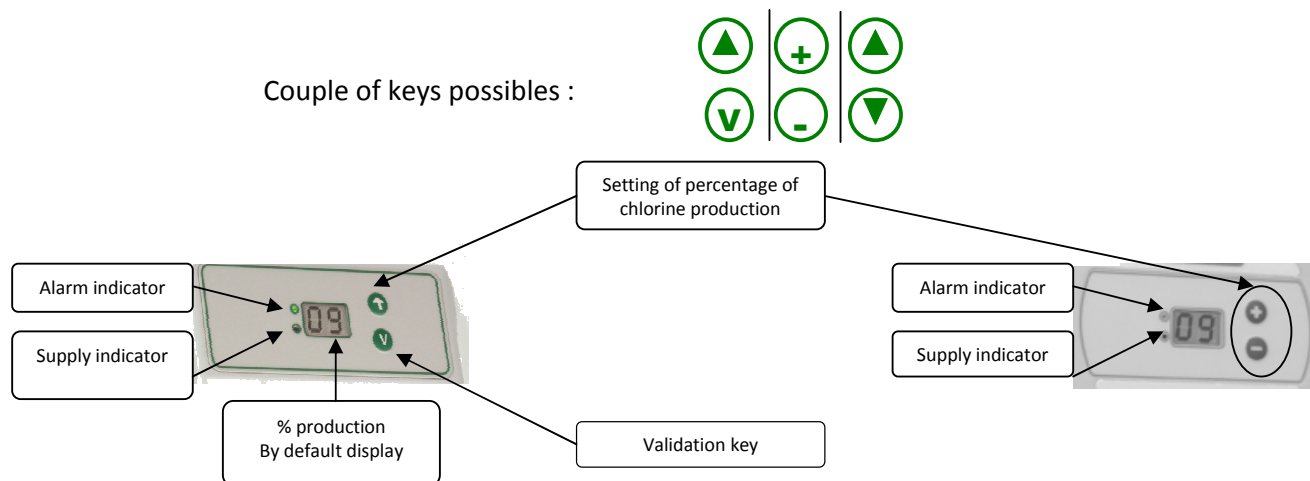 Couple of keys possibles :
+
v
-
Setting of percentage of
chlorine production
Alarm indicator
Supply indicator
09
V
% production
By default display
Validation key
Alarm indicator
Supply indicator
09
+
-